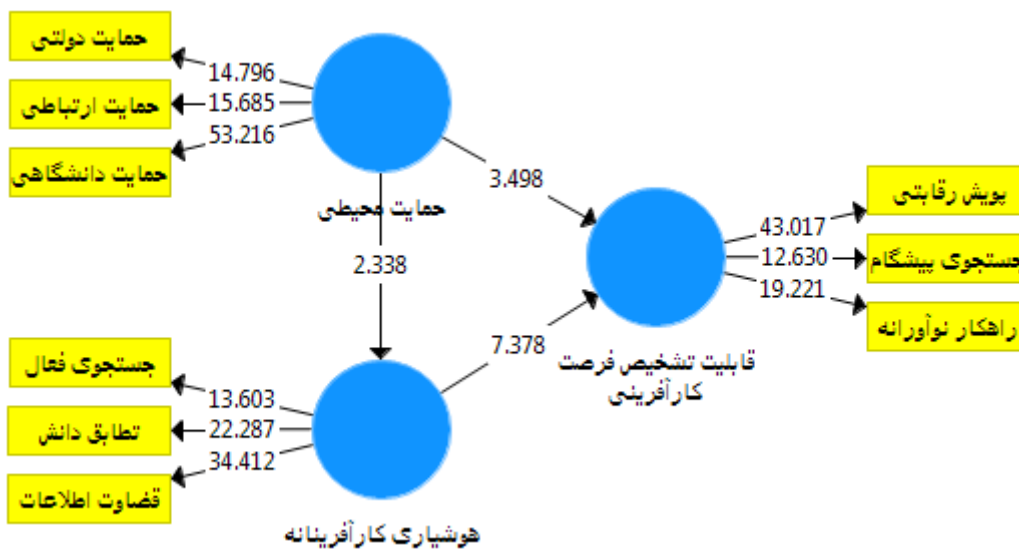 حمایت دولتی
14.796
حمایت ارتباطی
15.685
حمایت دانشگاهی
53.216
حمایت محیطی
3.498
2.338
پویش رقابتی
43.017
جستجوی پیشگام
12.630
راهکار نوآورانه
19.221
قابلیت تشخیص فرصت
کارآفرینی
7.378
جستجوی فعال
13.603
تطابق دانش
22.287
قضاوت اطلاعات
34.412
هوشیاری کارآفرینانه